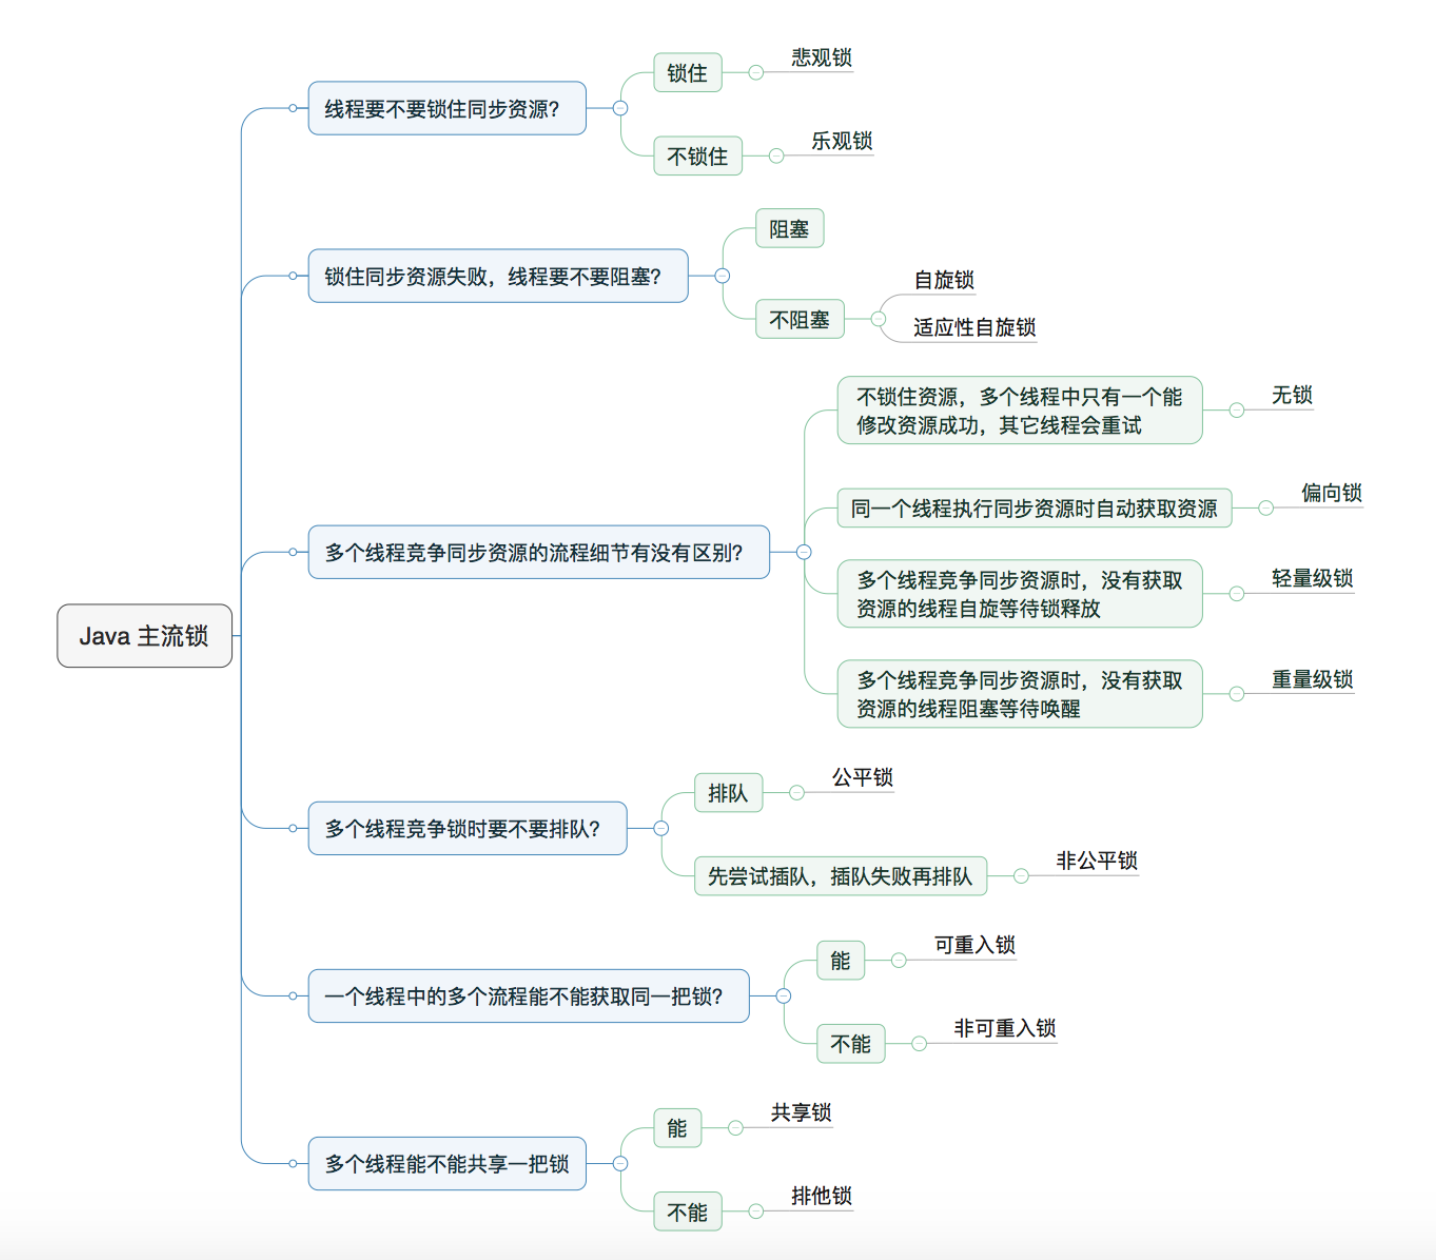 Java 主流锁
线程要不要锁住同步资源？
锁住
悲观锁
不锁住
乐观锁
锁住同步资源失败，线程要不要阻塞？
阻塞
不阻塞
自旋锁
适应性自旋锁
多个线程竞争同步资源的流程细节有没有区别？
不锁住资源，多个线程中只有一个能
修改资源成功，其它线程会重试
无锁
同一个线程执行同步资源时自动获取资源
偏向锁
多个线程竞争同步资源时，没有获取
资源的线程自旋等待锁释放
轻量级锁
多个线程竞争同步资源时，没有获取
资源的线程阻塞等待唤醒
重量级锁
多个线程竞争锁时要不要排队？
排队
公平锁
先尝试插队，插队失败再排队
非公平锁
一个线程中的多个流程能不能获取同一把锁？
能
可重入锁
不能
非可重入锁
多个线程能不能共享一把锁
能
共享锁
不能
排他锁